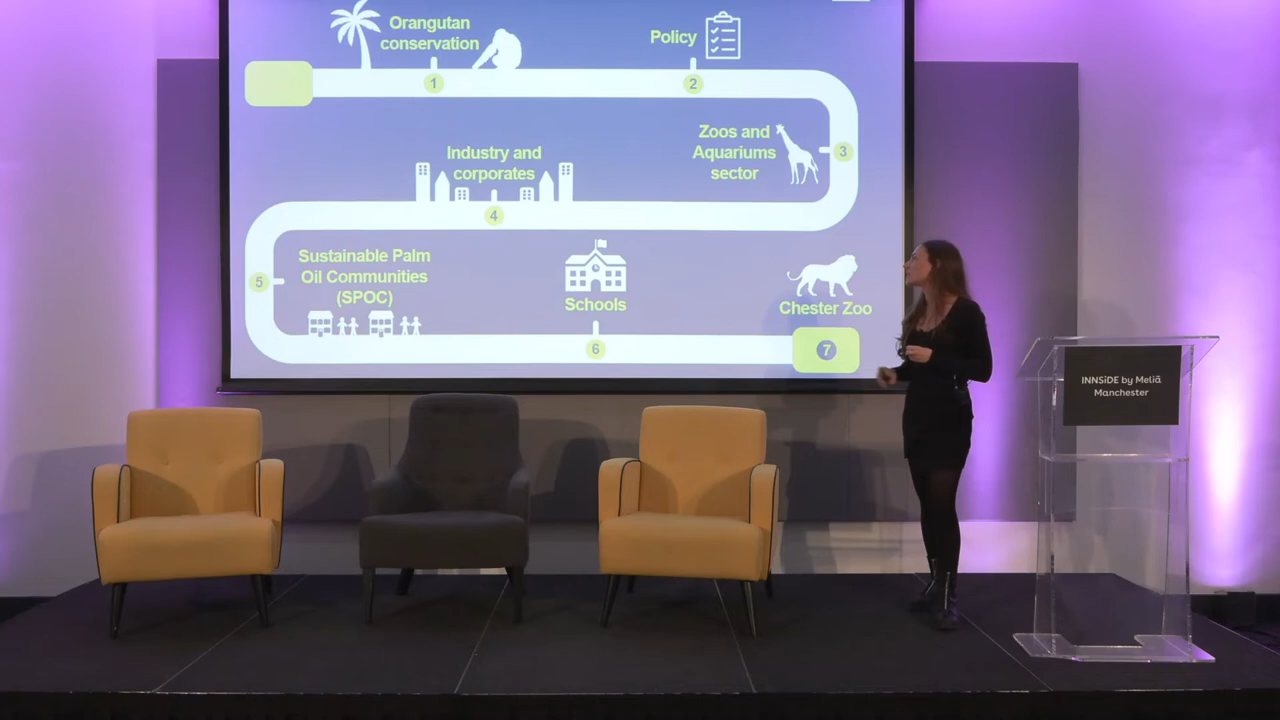 Orangutan
conservation
1
Policy
2
Zoos and
Aquariums
sector
3
Industry and
corporates
4
Sustainable Palm
Oil Communities
(SPOC)
5
Schools
6
Chester Zoo
7
INNSiDE by Meliã
Manchester